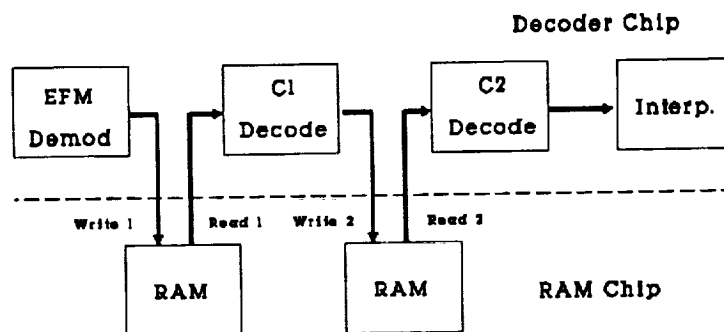 Decoder Chip
EFM
Demod
C1
Decode
C2
Decode
Interp.
Write 1
Read 1
Write 2
Read 2
RAM
RAM
RAM Chip